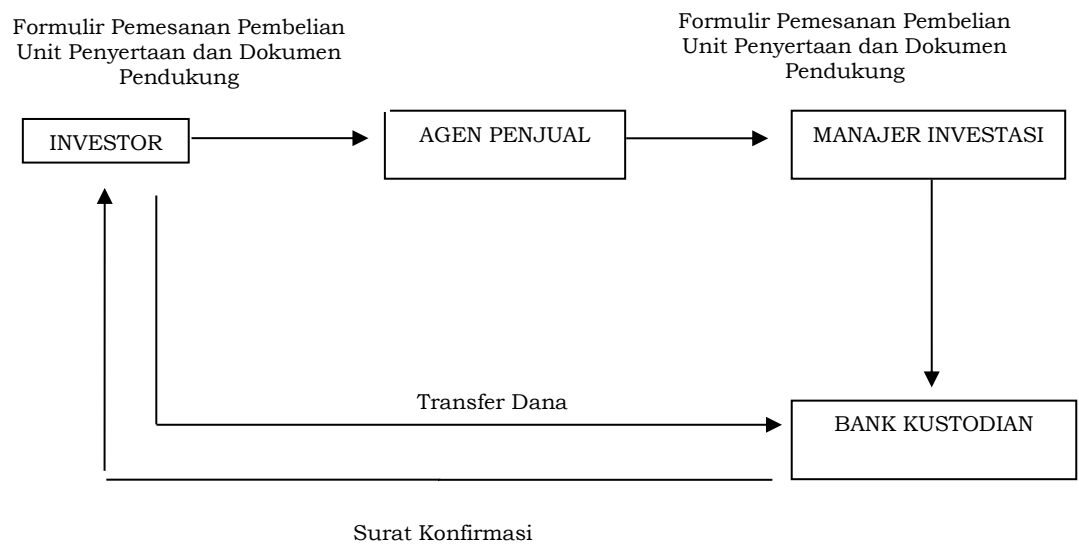 Formulir Pemesanan Pembelian
Unit Penyertaan dan Dokumen
Pendukung
Formulir Pemesanan Pembelian
Unit Penyertaan dan Dokumen
Pendukung
INVESTOR
AGEN PENJUAL
MANAJER INVESTASI
Transfer Dana
BANK KUSTODIAN
Surat Konfirmasi